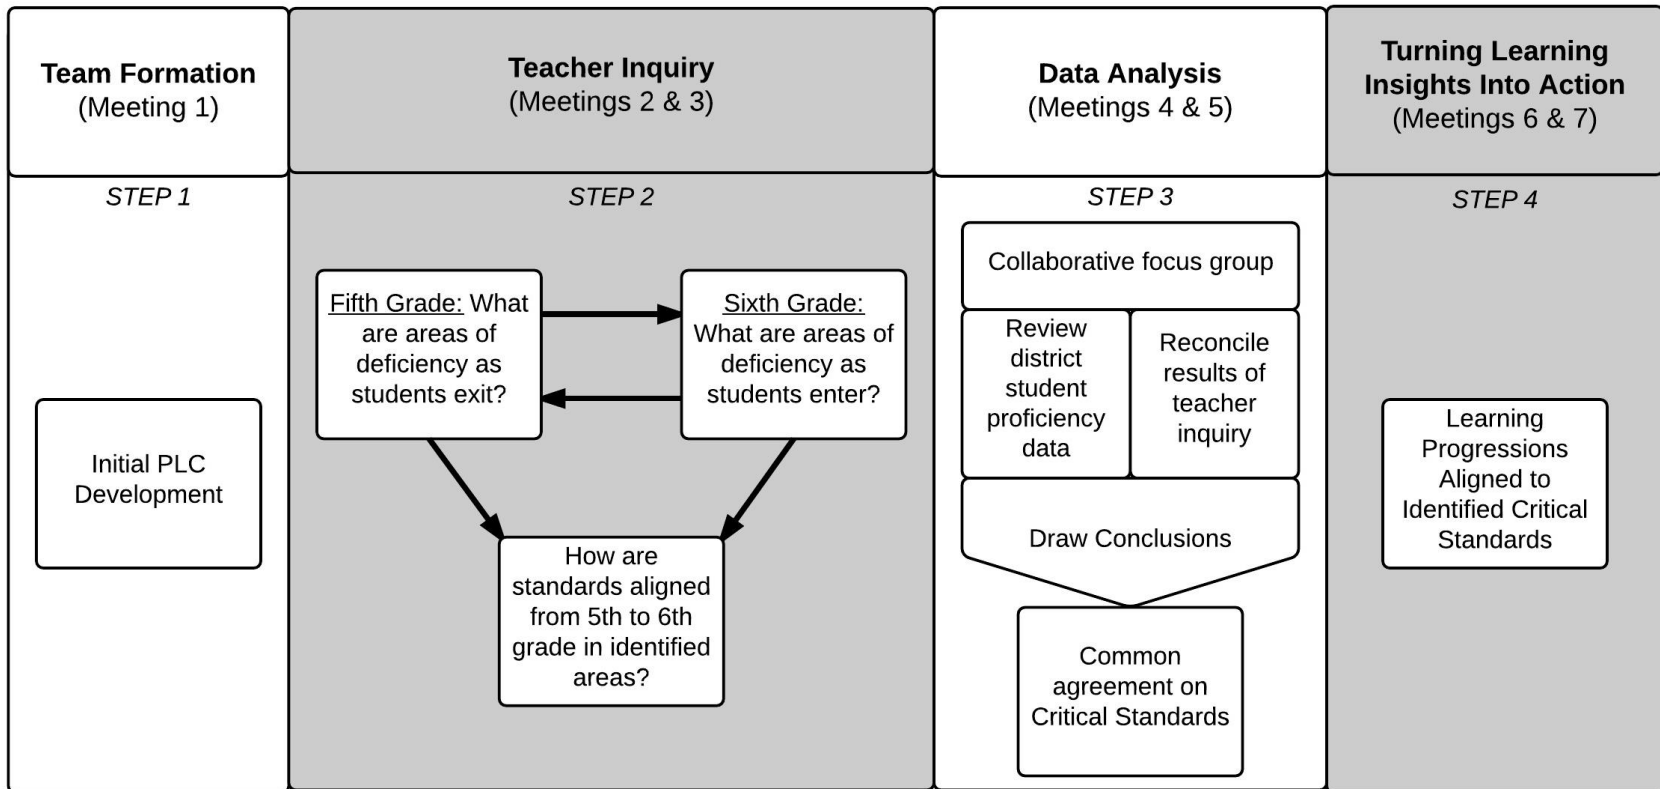 Team Formation
(Meeting 1)
Teacher Inquiry
(Meetings 2 & 3)
Data Analysis
(Meetings 4 & 5)
Turning Learning
Insights Into Action
(Meetings 6 & 7)
STEP 1
Initial PLC
Development
STEP 2
Fifth Grade: What
are areas of
deficiency as
students exit?
Sixth Grade:
What are areas of
deficiency as
students enter?
How are
standards aligned
from 5th to 6th
grade in identified
areas?
STEP 3
Collaborative focus group
Review
district
student
proficiency
data
Reconcile
results of
teacher
inquiry
Draw Conclusions
Common
agreement on
Critical Standards
STEP 4
Learning
Progressions
Aligned to
Identified Critical
Standards